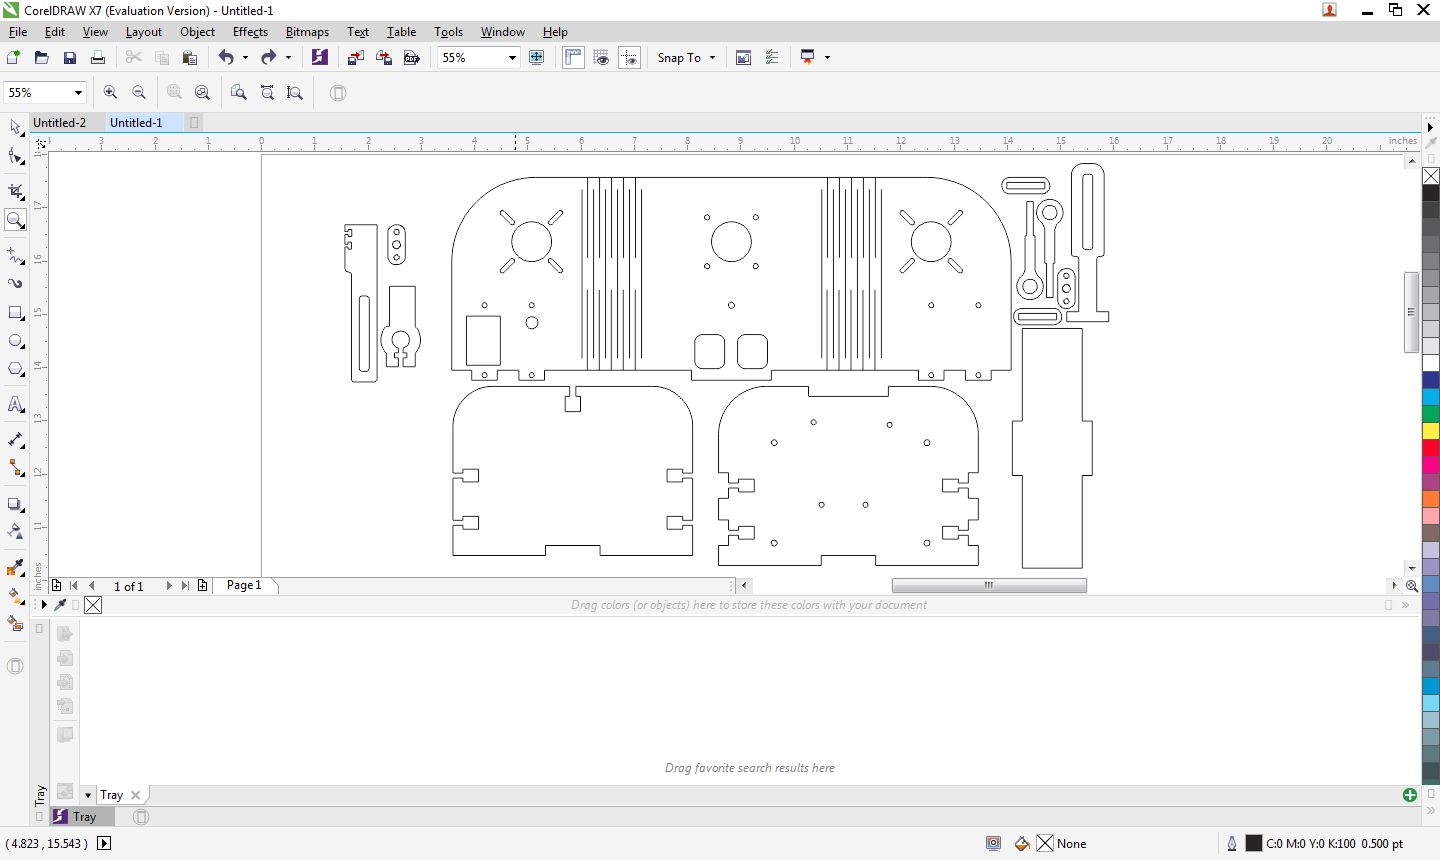 CorelDRAW X7 (Evaluation Version) - Untitled-1
File Edit View Layout Object Effects Bitmaps Text Table Tools Window Help
55% Snap To
55%
Untitled-2 Untitled-1
3 2 1 0 1 2 3 4 5 6 7 8 9 10 11 12 13 14 15 16 17 18 19 20 inches
17
16
15
14
13
12
11
inches
1 of 1 Page 1
Drag colors (or objects) here to store these colors with your document
Drag favorite search results here
Tray
Tray
Tray
( 4.823 , 15.543 ) None C:0 M:0 Y:0 K:100 0.500 pt